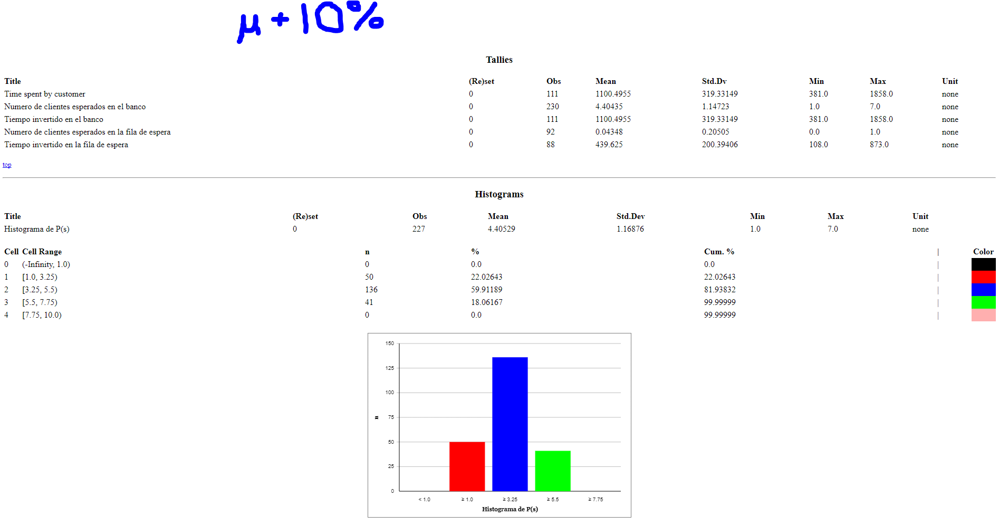 μ + 10%
Tallies
Title (Re)set Obs Mean Std.Dv Min Max Unit
Time spent by customer 0 111 1100.4955 319.33149 381.0 1858.0 none
Numero de clientes esperados en el banco 0 230 4.40435 1.14723 1.0 7.0 none
Tiempo invertido en el banco 0 111 1100.4955 319.33149 381.0 1858.0 none
Numero de clientes esperados en la fila de espera 0 92 0.04348 0.20505 0.0 1.0 none
Tiempo invertido en la fila de espera 0 88 439.625 200.39406 108.0 873.0 none
top
Histograms
Title (Re)set Obs Mean Std.Dev Min Max Unit
Histograma de P(s) 0 227 4.40529 1.16876 1.0 7.0 none
Cell Cell Range n % Cum. % | Color
0 (-Infinity, 1.0) 0 0.0 0.0 |
1 [1.0, 3.25) 50 22.02643 22.02643 |
2 [3.25, 5.5) 136 59.91189 81.93832 |
3 [5.5, 7.75) 41 18.06167 99.99999 |
4 [7.75, 10.0) 0 0.0 99.99999 |
150
125
100
75
50
25
0
n
< 1.0 ≥ 1.0 ≥ 3.25 ≥ 5.5 ≥ 7.75
Histograma de P(s)